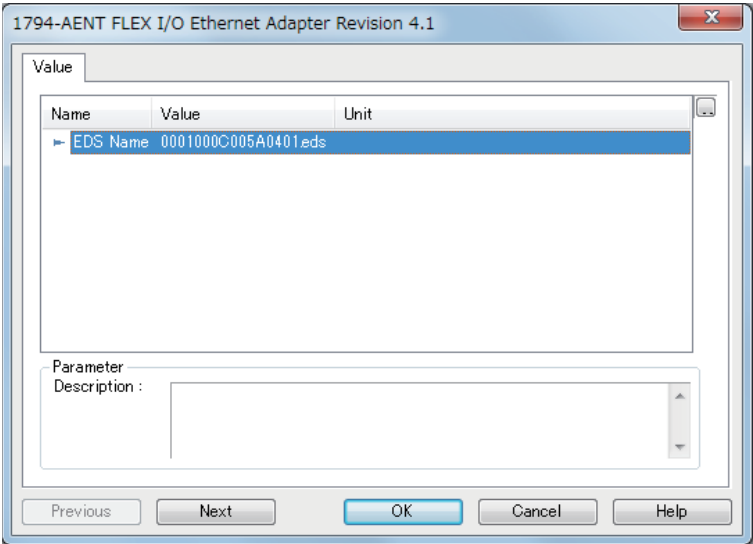 1794-AENT FLEX I/O Ethernet Adapter Revision 4.1
Value
Name Value Unit
EDS Name 0001000C005A0401.eds
Parameter
Description :
Previous Next OK Cancel Help